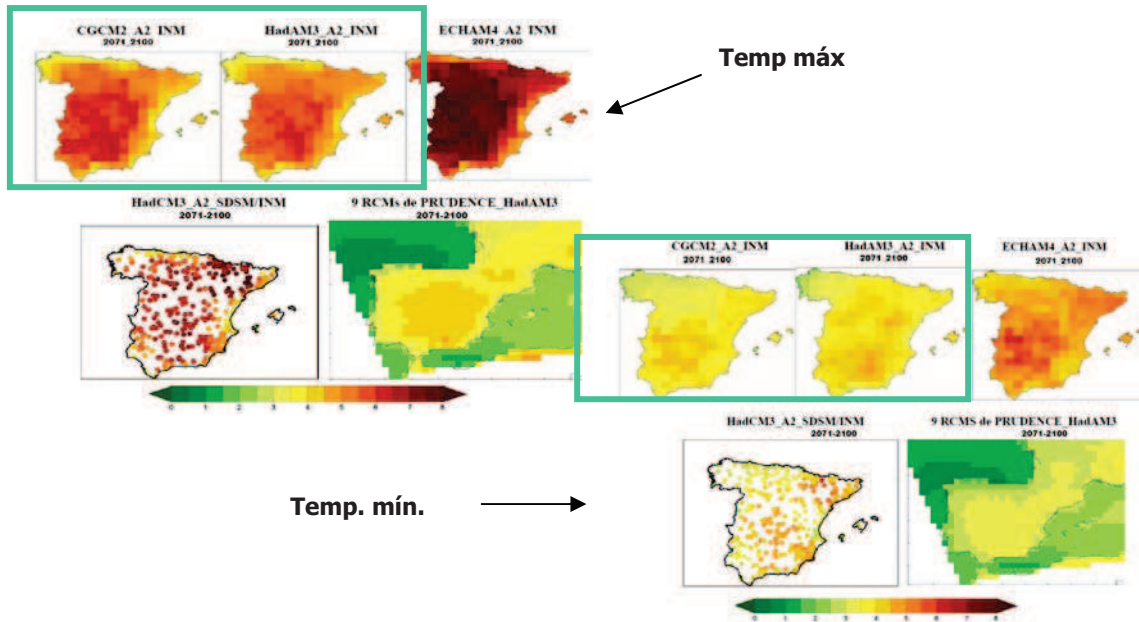 CGCM2_A2_INM
2071_2100
HadAM3_A2_INM
2071_2100
ECHAM4_A2_INM
2071_2100
Temp máx
HadCM3_A2_SDSM/INM
2071-2100
9 RCMs de PRUDENCE_HadAM3
2071-2100
0 1 2 3 4 5 6 7 8
CGCM2_A2_INM
2071_2100
HadAM3_A2_INM
2071_2100
ECHAM4_A2_INM
2071_2100
HadCM3_A2_SDSM/INM
2071-2100
9 RCMS de PRUDENCE_HadAM3
2071-2100
Temp. mín.
0 1 2 3 4 5 6 7 8